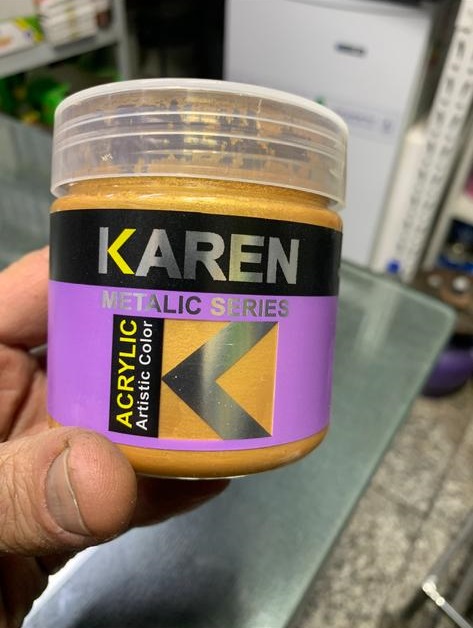 KAREN
METALIC SERIES
ACRYLIC
Artistic Color